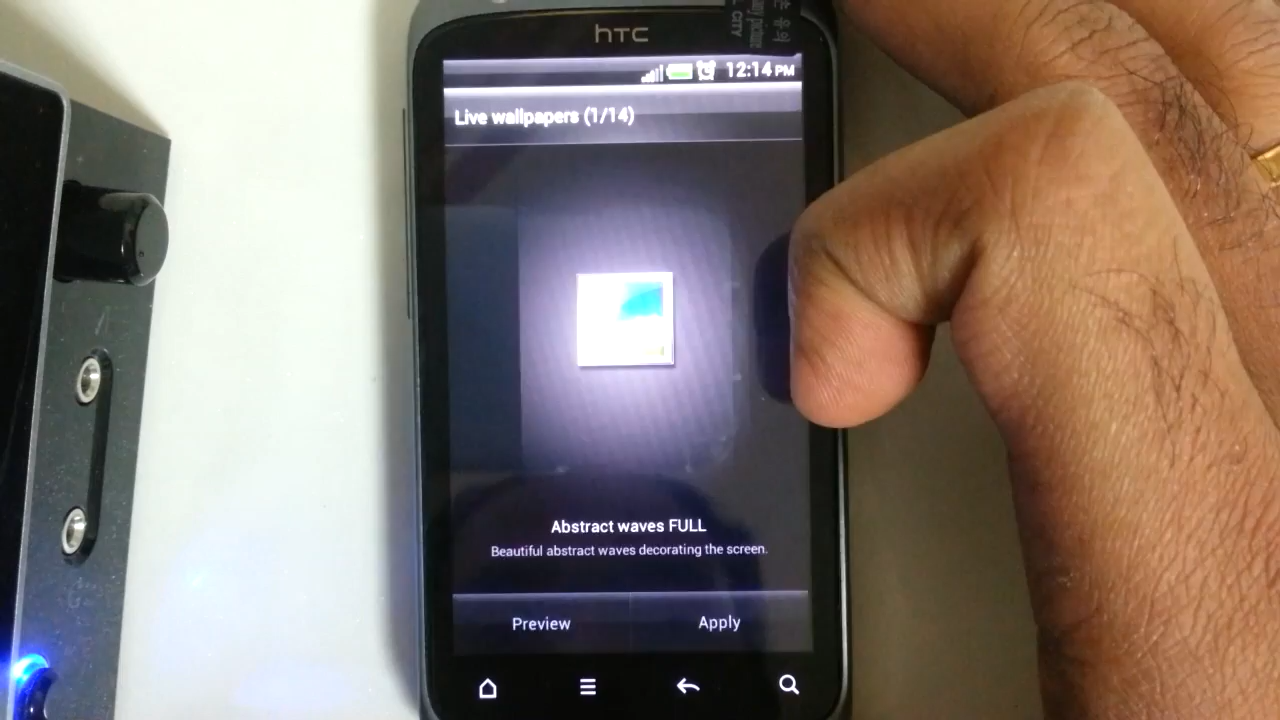 htc
12:14 PM
Live wallpapers (1/14)
Abstract waves FULL
Beautiful abstract waves decorating the screen.
Preview
Apply